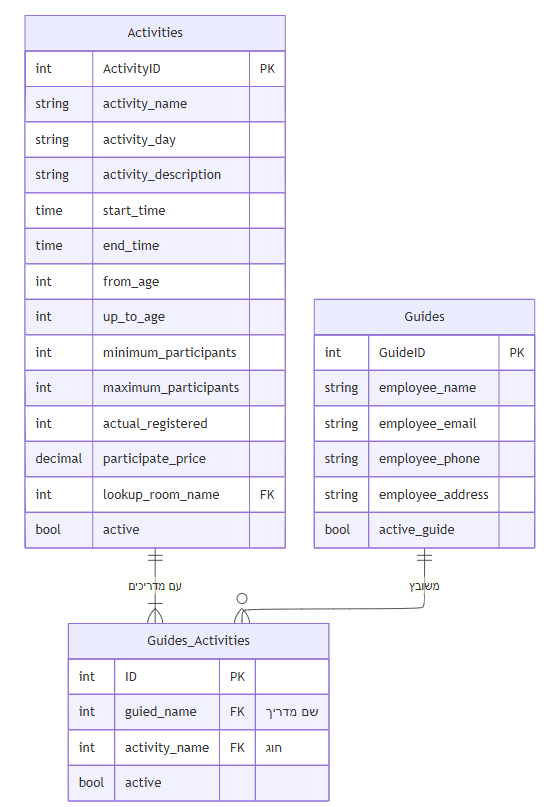 Activities
int ActivityID PK
string activity_name
string activity_day
string activity_description
time start_time
time end_time
int from_age
int up_to_age
int minimum_participants
int maximum_participants
int actual_registered
decimal participate_price
int lookup_room_name FK
bool active
Guides
int GuideID PK
string employee_name
string employee_email
string employee_phone
string employee_address
bool active_guide
עם מדריכים
משובץ
Guides_Activities
int ID PK
int guied_name FK שם מדריך
int activity_name FK חוג
bool active